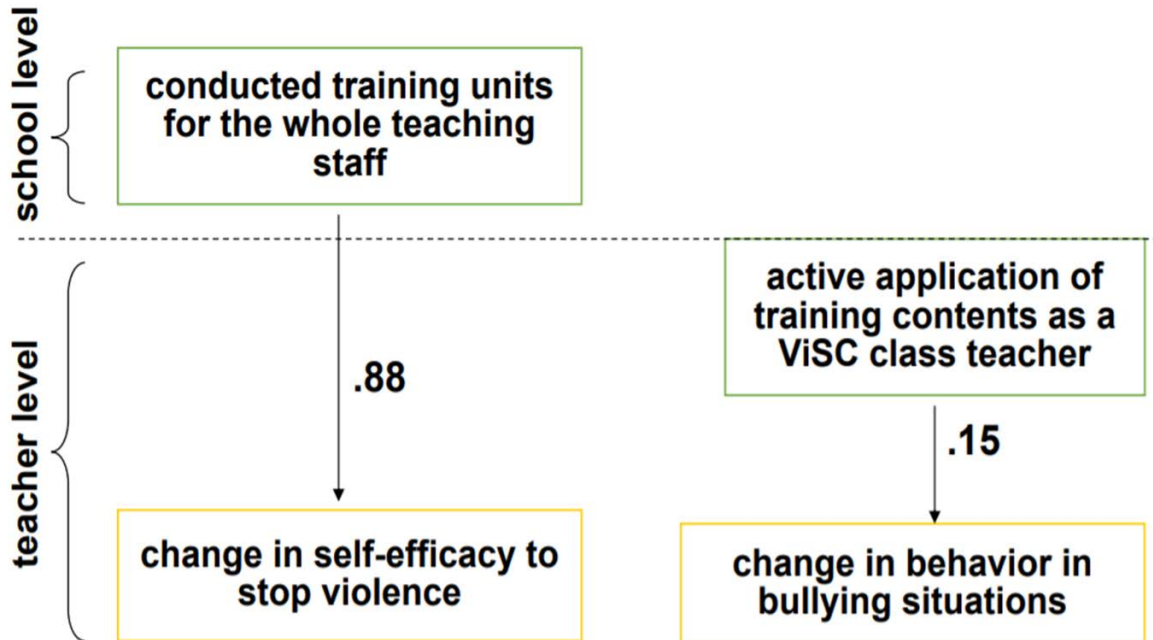 school level
conducted training units
for the whole teaching
staff
active application of
training contents as a
ViSC class teacher
teacher level
.88
.15
change in self-efficacy to
stop violence
change in behavior in
bullying situations